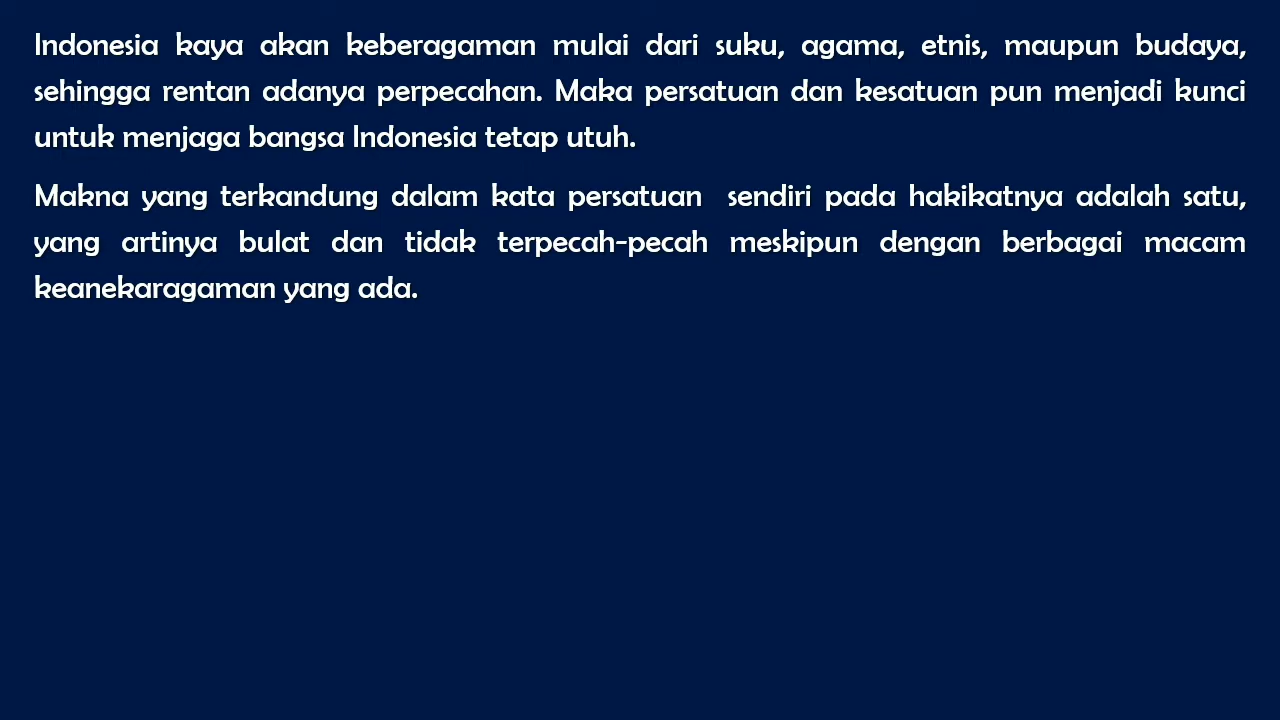 Indonesia kaya akan keberagaman mulai dari suku, agama, etnis, maupun budaya,
sehingga rentan adanya perpecahan. Maka persatuan dan kesatuan pun menjadi kunci
untuk menjaga bangsa Indonesia tetap utuh.
Makna yang terkandung dalam kata persatuan  sendiri pada hakikatnya adalah satu,
yang artinya bulat dan tidak terpecah-pecah meskipun dengan berbagai macam
keanekaragaman yang ada.